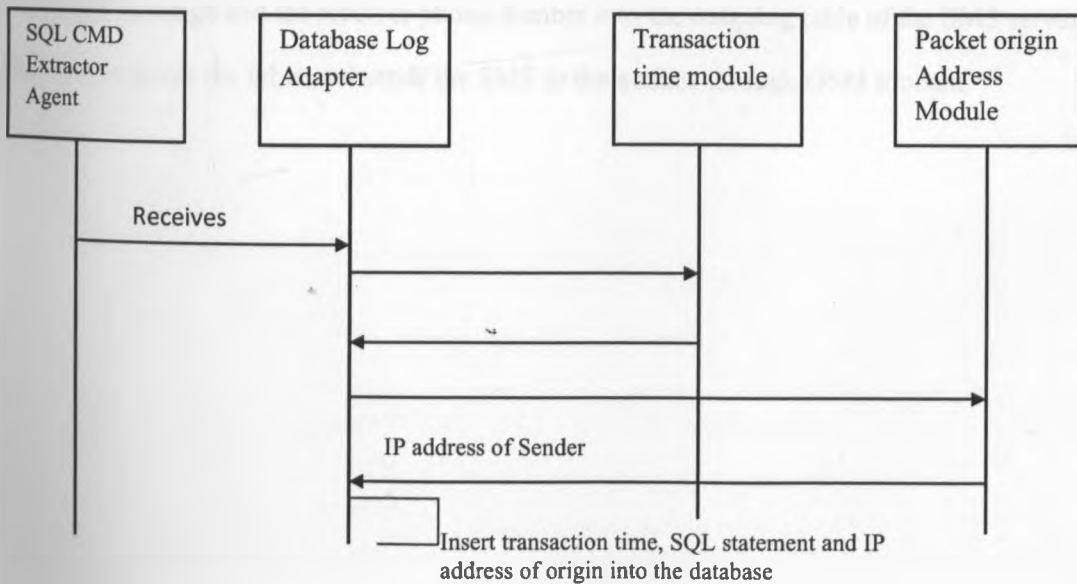 SQL CMD
Extractor
Agent
Database Log
Adapter
Transaction
time module
Packet origin
Address
Module
Receives
IP address of Sender
Insert transaction time, SQL statement and IP
address of origin into the database